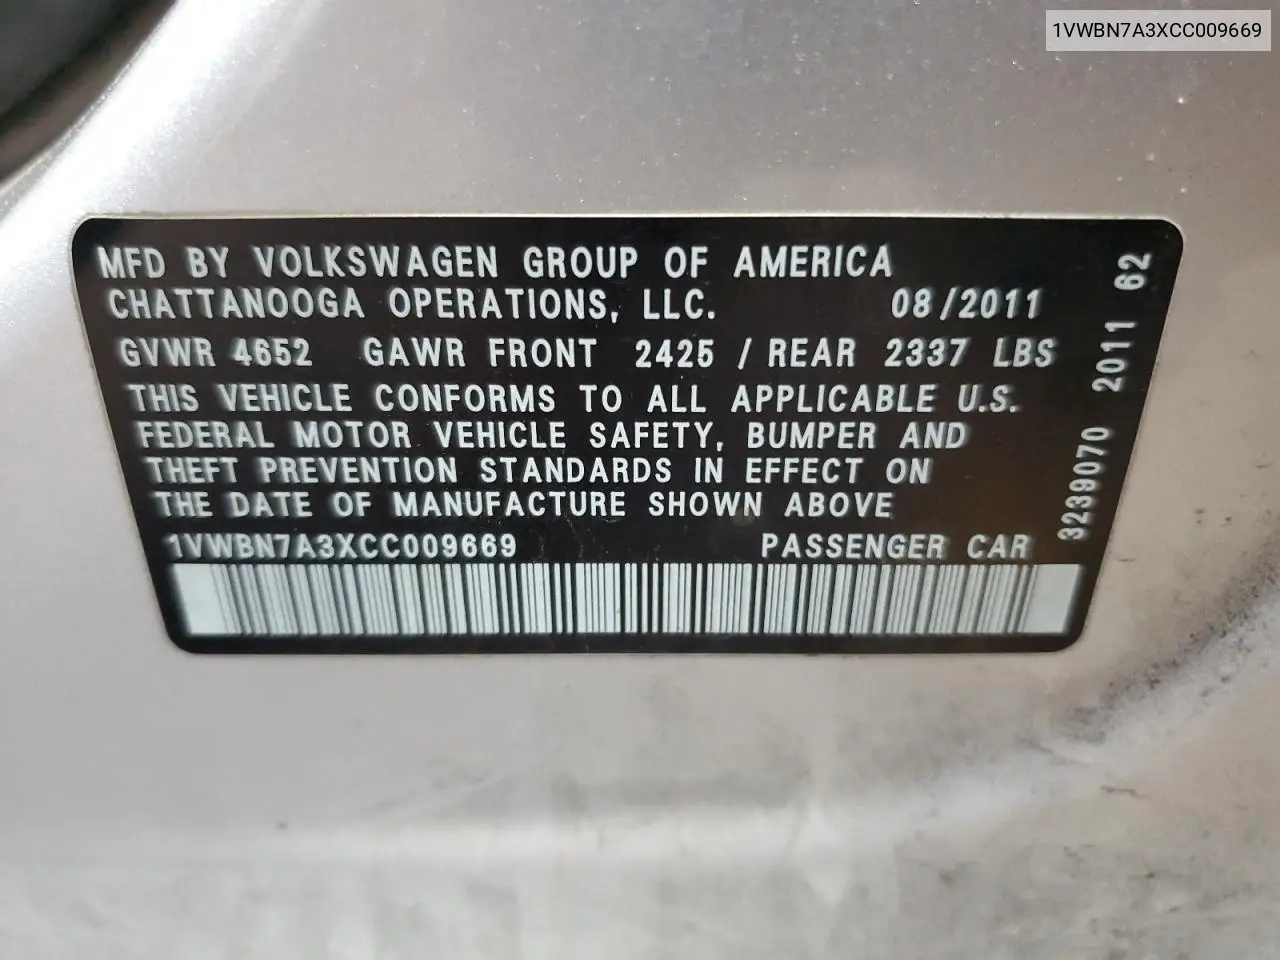 1VWBN7A3XCC009669
MFD BY VOLKSWAGEN GROUP OF AMERICA
CHATTANOOGA OPERATIONS, LLC. 08/2011
GVWR 4652 GAWR FRONT 2425 / REAR 2337 LBS
THIS VEHICLE CONFORMS TO ALL APPLICABLE U.S.
FEDERAL MOTOR VEHICLE SAFETY, BUMPER AND
THEFT PREVENTION STANDARDS IN EFFECT ON
THE DATE OF MANUFACTURE SHOWN ABOVE
1VWBN7A3XCC009669 PASSENGER CAR
3239070 2011 62